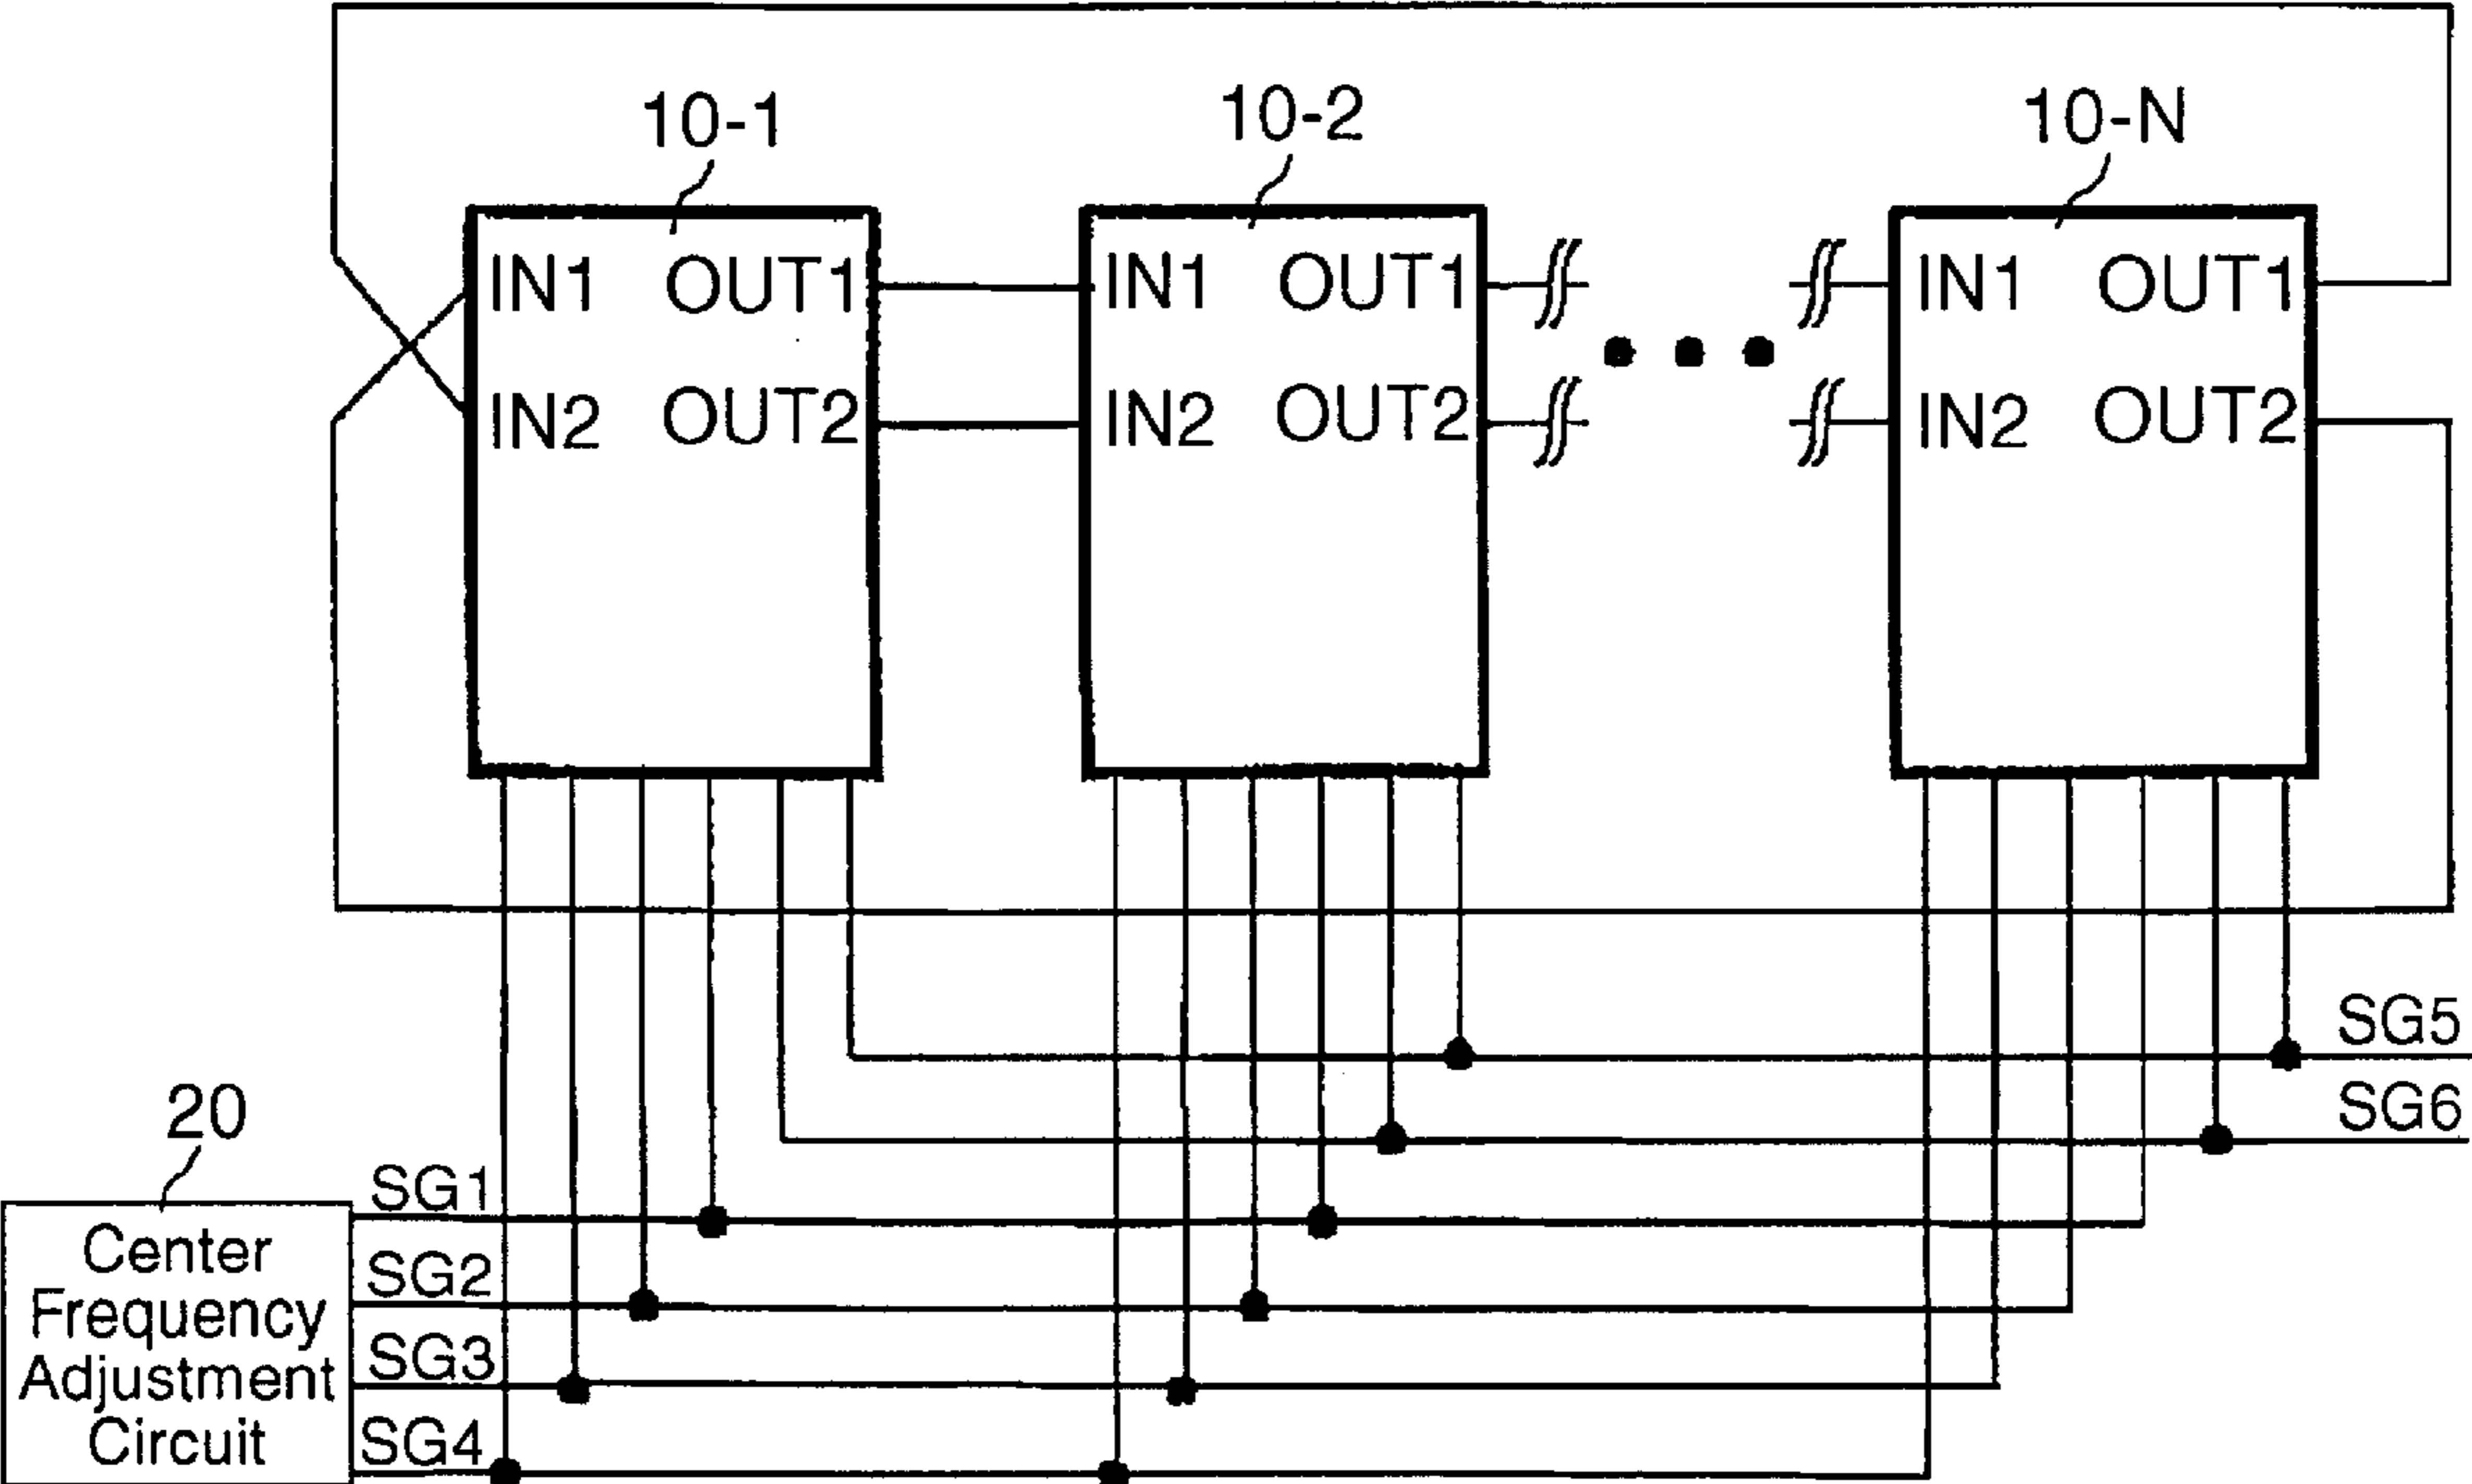 10-1 10-2 10-N
IN1 OUT1 IN1 OUT1 IN1 OUT1
IN2 OUT2 IN2 OUT2 IN2 OUT2
SG5
SG6
20
SG1
SG2
SG3
SG4
Center
Frequency
Adjustment
Circuit